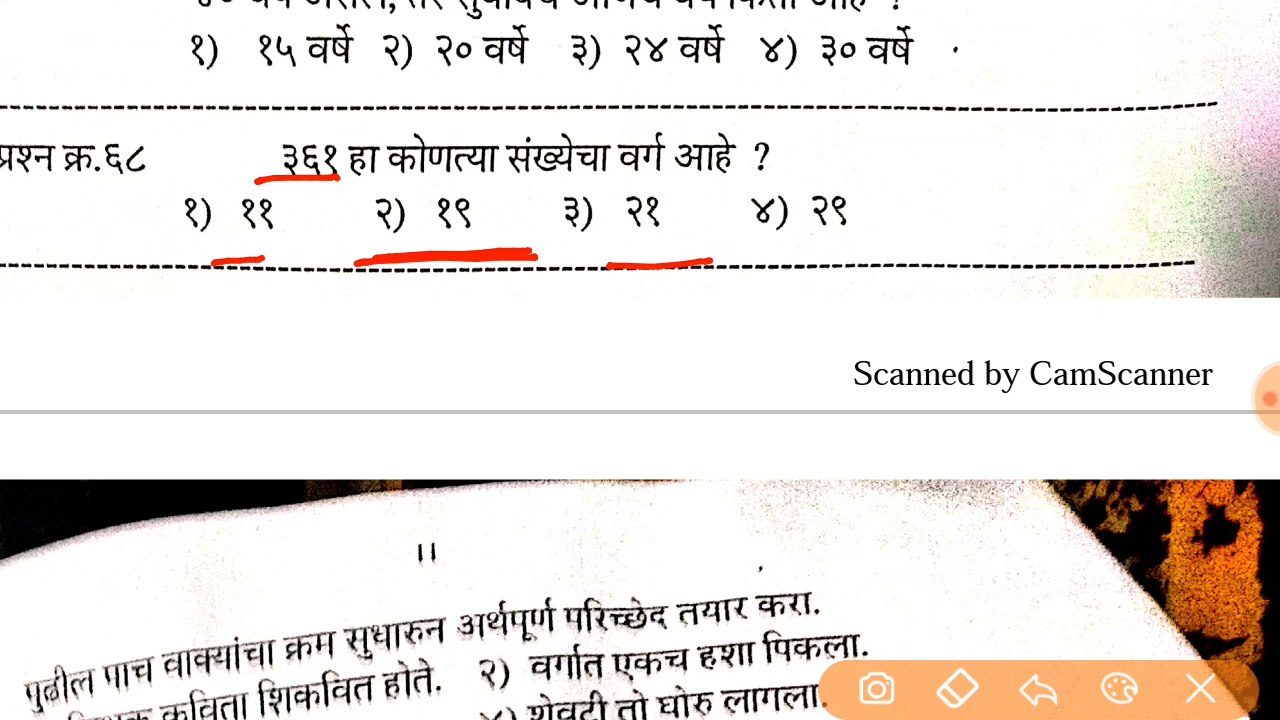 १) १५ वर्षे २) २० वर्षे ३) २४ वर्षे ४) ३० वर्षे
प्रश्न क्र.६८ ३६१ हा कोणत्या संख्येचा वर्ग आहे ?
१) ११ २) १९ ३) २१ ४) २९
Scanned by CamScanner
11
पुढील पाच वाक्यांचा क्रम सुधारुन अर्थपूर्ण परिच्छेद तयार करा.
कविता शिकवित होते. २) वर्गात एकच हशा पिकला.
४) शेवटी तो घोरु लागला.